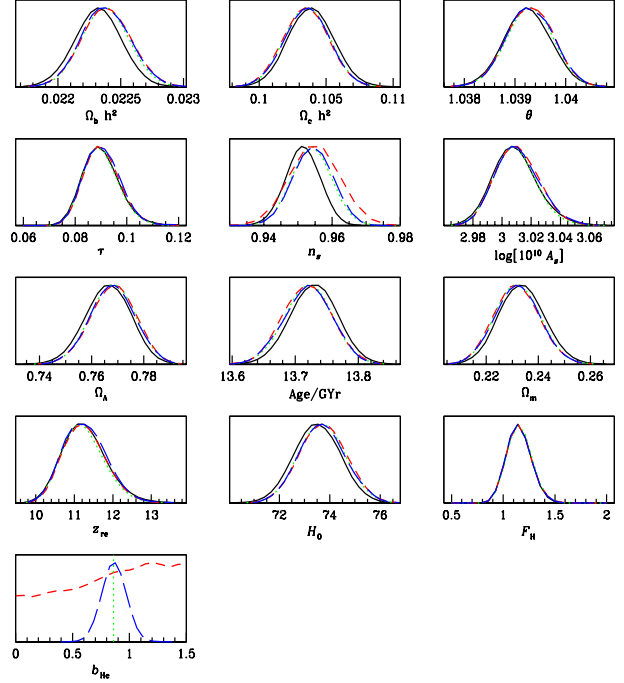 0.022 0.0225 0.023
Ω_b h²
0.1 0.105 0.11
Ω_c h²
1.038 1.039 1.04
θ
0.06 0.08 0.1 0.12
τ
0.94 0.96 0.98
n_s
2.98 3 3.02 3.04 3.06
log[10¹⁰ A_s]
0.74 0.76 0.78
Ω_Λ
13.6 13.7 13.8
Age/GYr
0.22 0.24 0.26
Ω_m
10 11 12 13
z_re
72 74 76
H_0
0.5 1 1.5 2
F_H
0 0.5 1 1.5
b_He